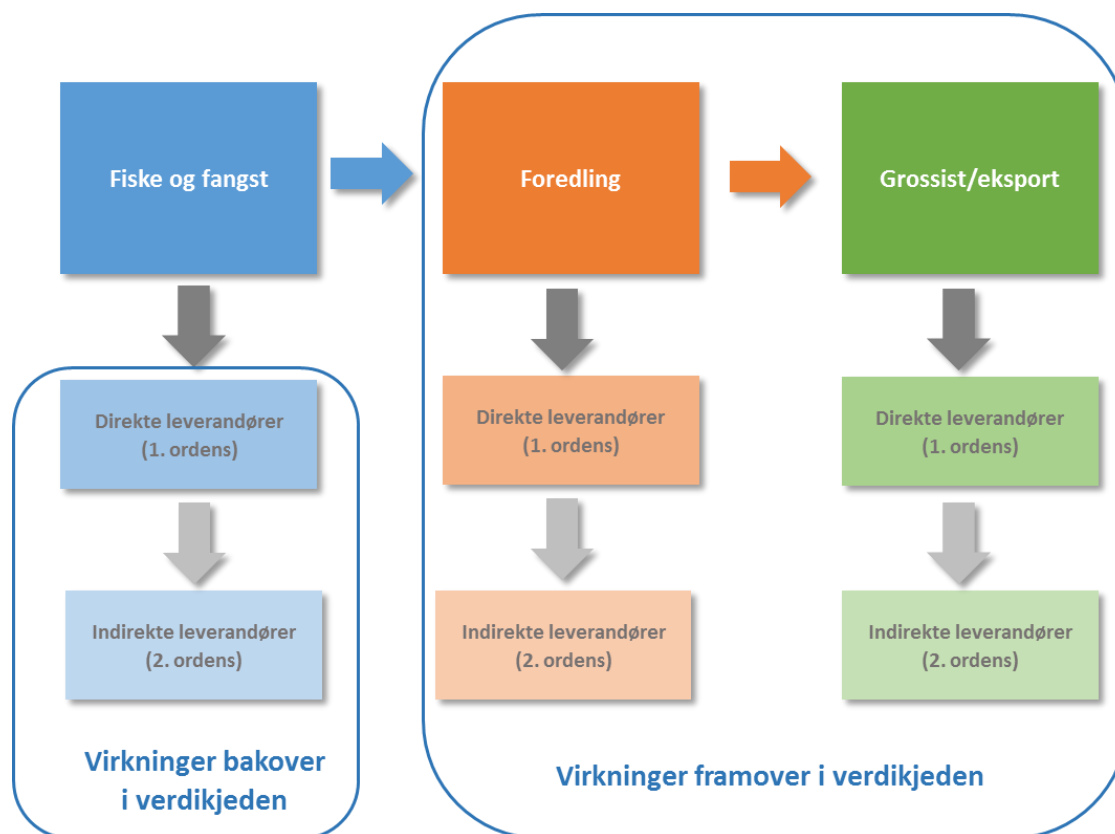 Fiske og fangst
Foredling
Grossist/eksport
Direkte leverandører
(1. ordens)
Direkte leverandører
(1. ordens)
Direkte leverandører
(1. ordens)
Indirekte leverandører
(2. ordens)
Indirekte leverandører
(2. ordens)
Indirekte leverandører
(2. ordens)
Virkninger bakover
i verdikjeden
Virkninger framover i verdikjeden